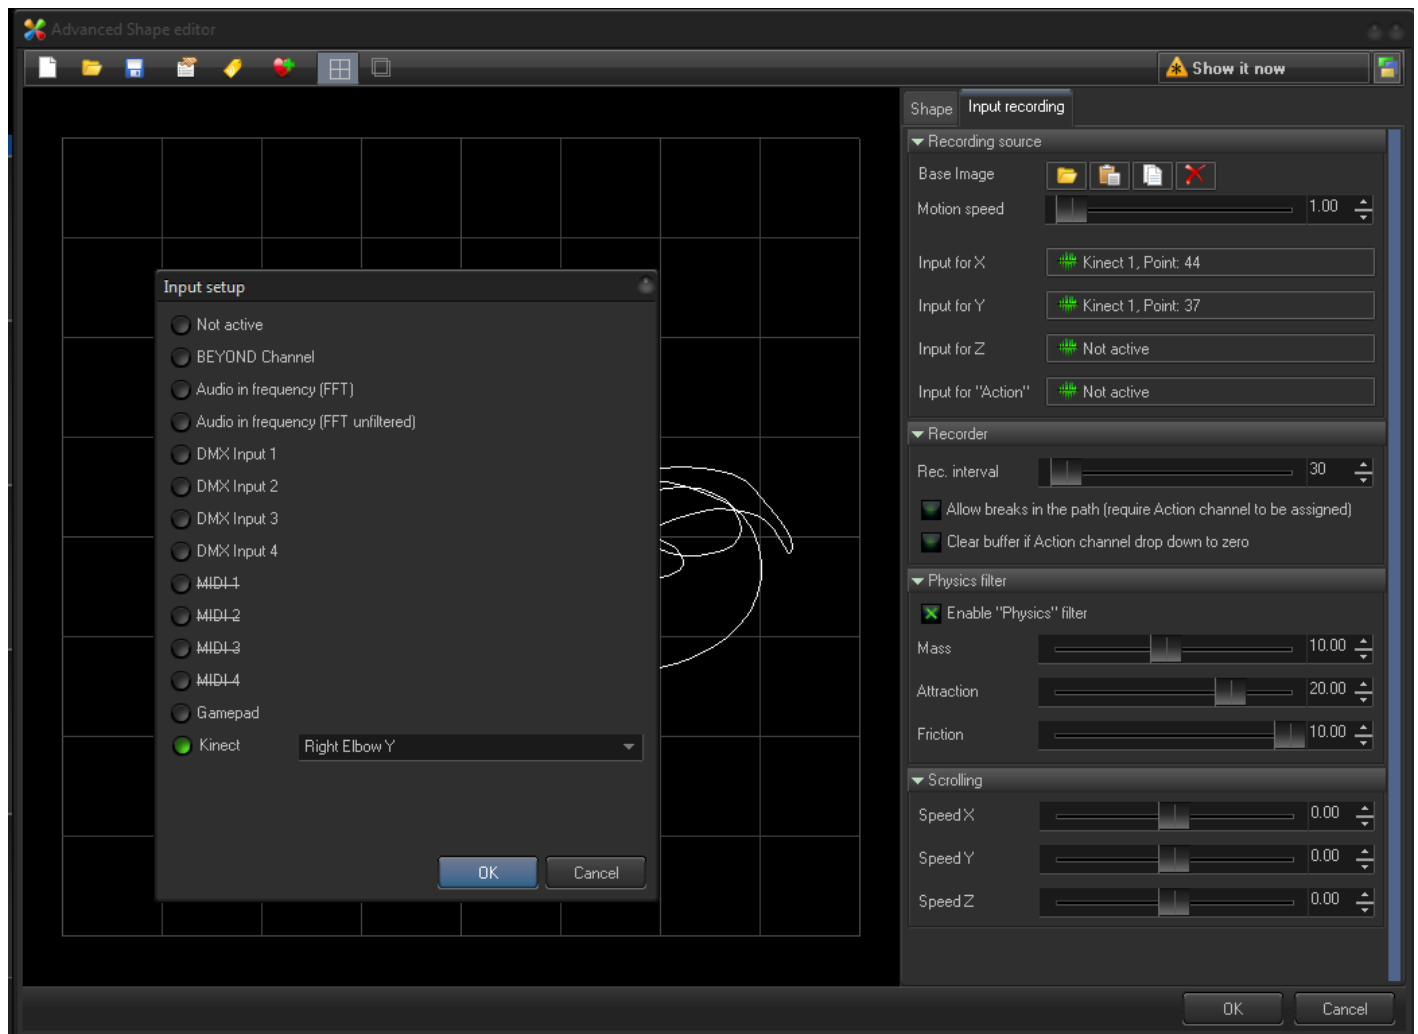 Advanced Shape editor
Show it now
Shape
Input recording
Recording source
Base Image
Motion speed
1.00
Input for X
Kinect 1, Point: 44
Input for Y
Kinect 1, Point: 37
Input for Z
Not active
Input for "Action"
Not active
Recorder
Rec. interval
30
Allow breaks in the path (require Action channel to be assigned)
Clear buffer if Action channel drop down to zero
Physics filter
Enable "Physics" filter
Mass
10.00
Attraction
20.00
Friction
10.00
Scrolling
Speed X
0.00
Speed Y
0.00
Speed Z
0.00
OK
Cancel
Input setup
Not active
BEYOND Channel
Audio in frequency (FFT)
Audio in frequency (FFT unfiltered)
DMX Input 1
DMX Input 2
DMX Input 3
DMX Input 4
MIDI 1
MIDI 2
MIDI 3
MIDI 4
Gamepad
Kinect
Right Elbow Y
OK
Cancel